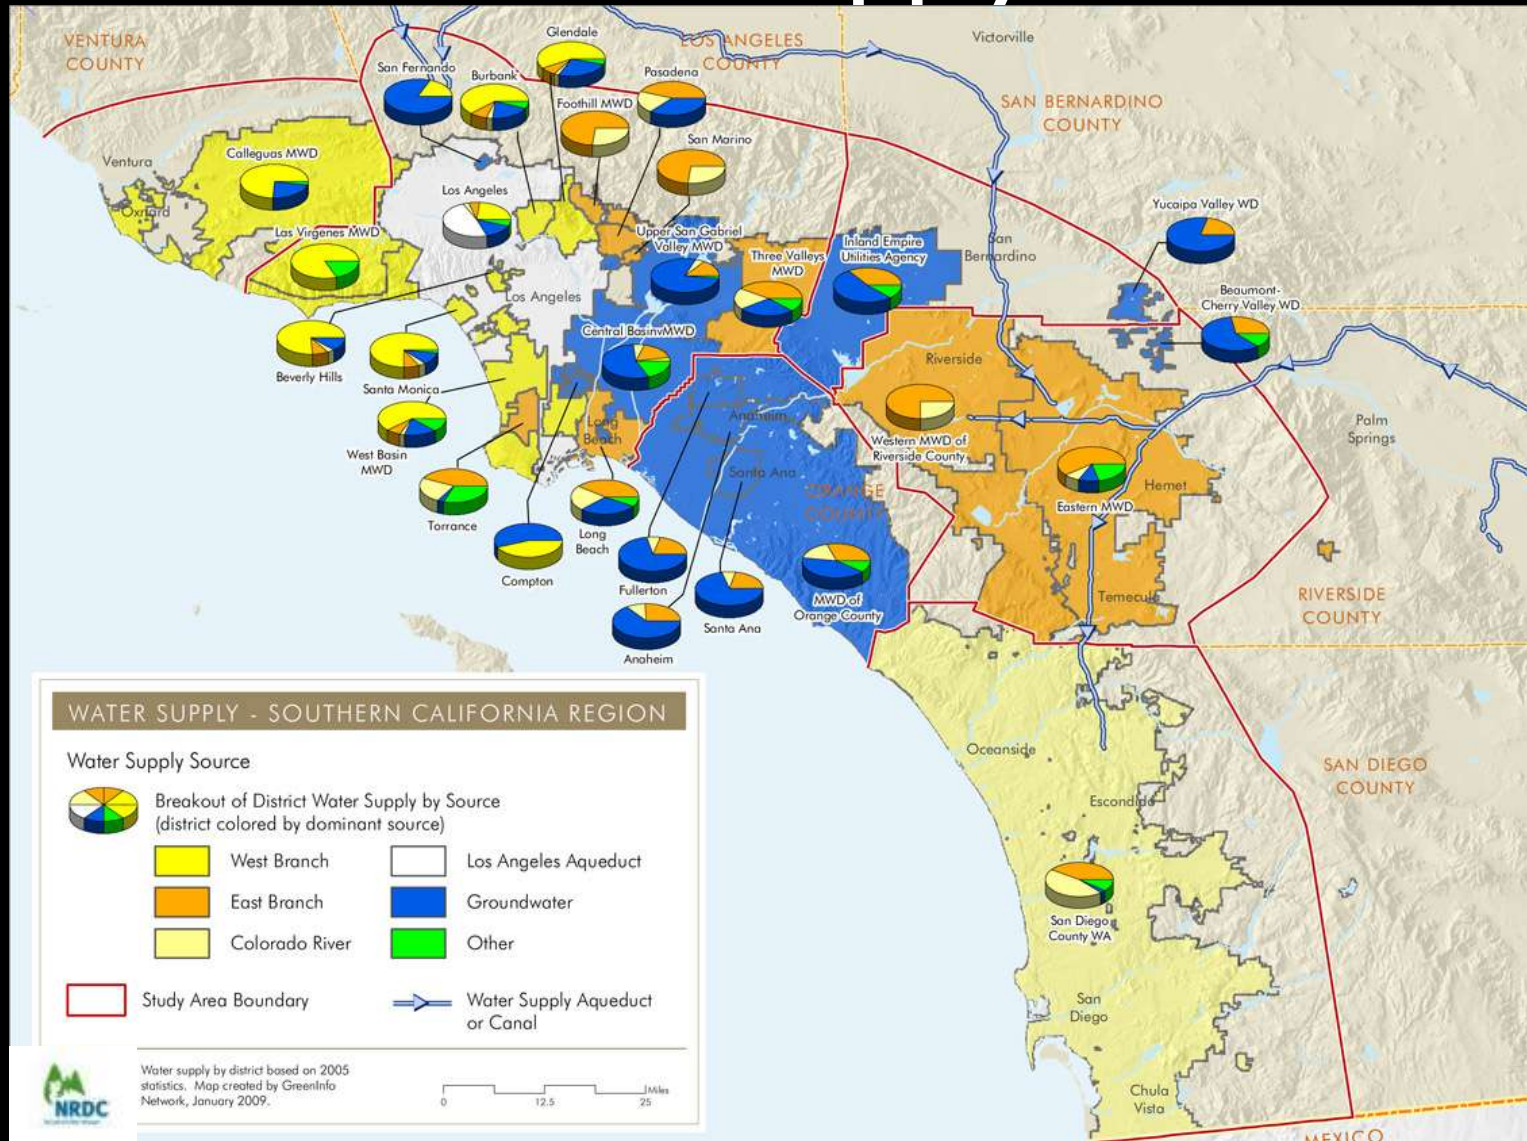 VENTURA
COUNTY
LOS ANGELES
COUNTY
Victorville
SAN BERNARDINO
COUNTY
Glendale
San Fernando
Burbank
Pasadena
Foothill MWD
San Marino
Ventura
Calleguas MWD
Los Angeles
Oxnard
Las Virgenes MWD
Upper San Gabriel
Valley MWD
Three Valleys
MWD
Inland Empire
Utilities Agency
San
Bernardino
Yucaipa Valley WD
Beaumont-
Cherry Valley WD
Los Angeles
Central BasinvMWD
Beverly Hills
Santa Monica
Riverside
West Basin
MWD
Long
Beach
Anaheim
Santa Ana
Western MWD of
Riverside County
Palm
Springs
Hemet
Eastern MWD
ORANGE
COUNTY
Torrance
Compton
Long
Beach
Fullerton
Anaheim
Santa Ana
MWD of
Orange County
Temecula
RIVERSIDE
COUNTY
Oceanside
Escondido
SAN DIEGO
COUNTY
San Diego
County WA
San
Diego
Chula
Vista
MEXICO
WATER SUPPLY - SOUTHERN CALIFORNIA REGION
Water Supply Source
Breakout of District Water Supply by Source
(district colored by dominant source)
West Branch
Los Angeles Aqueduct
East Branch
Groundwater
Colorado River
Other
Study Area Boundary
Water Supply Aqueduct
or Canal
Water supply by district based on 2005
statistics. Map created by GreenInfo
Network, January 2009.
Miles
0 12.5 25
NRDC